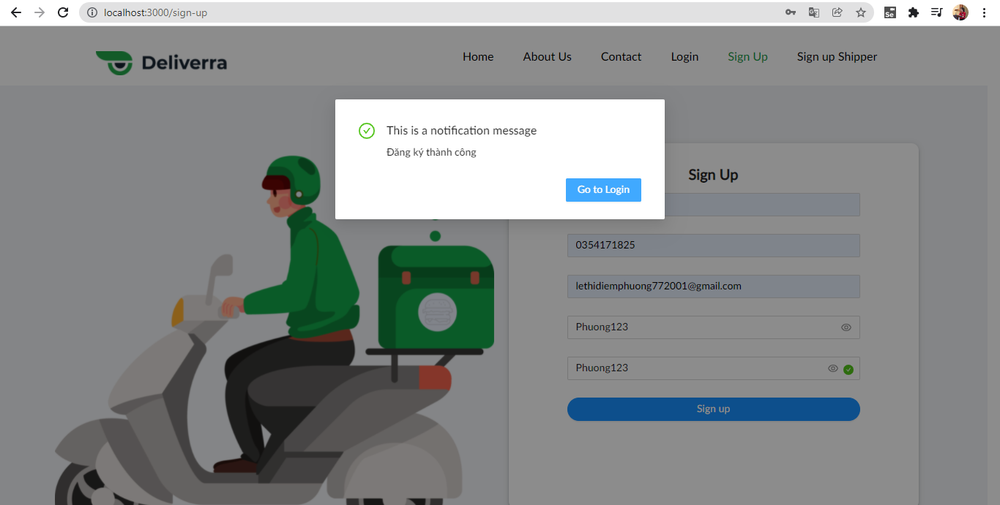 localhost:3000/sign-up
Se
Deliverra
Home
About Us
Contact
Login
Sign Up
Sign up Shipper
This is a notification message
Đăng ký thành công
Go to Login
Sign Up
0354171825
lethidiemphuong772001@gmail.com
Phuong123
Phuong123
Sign up